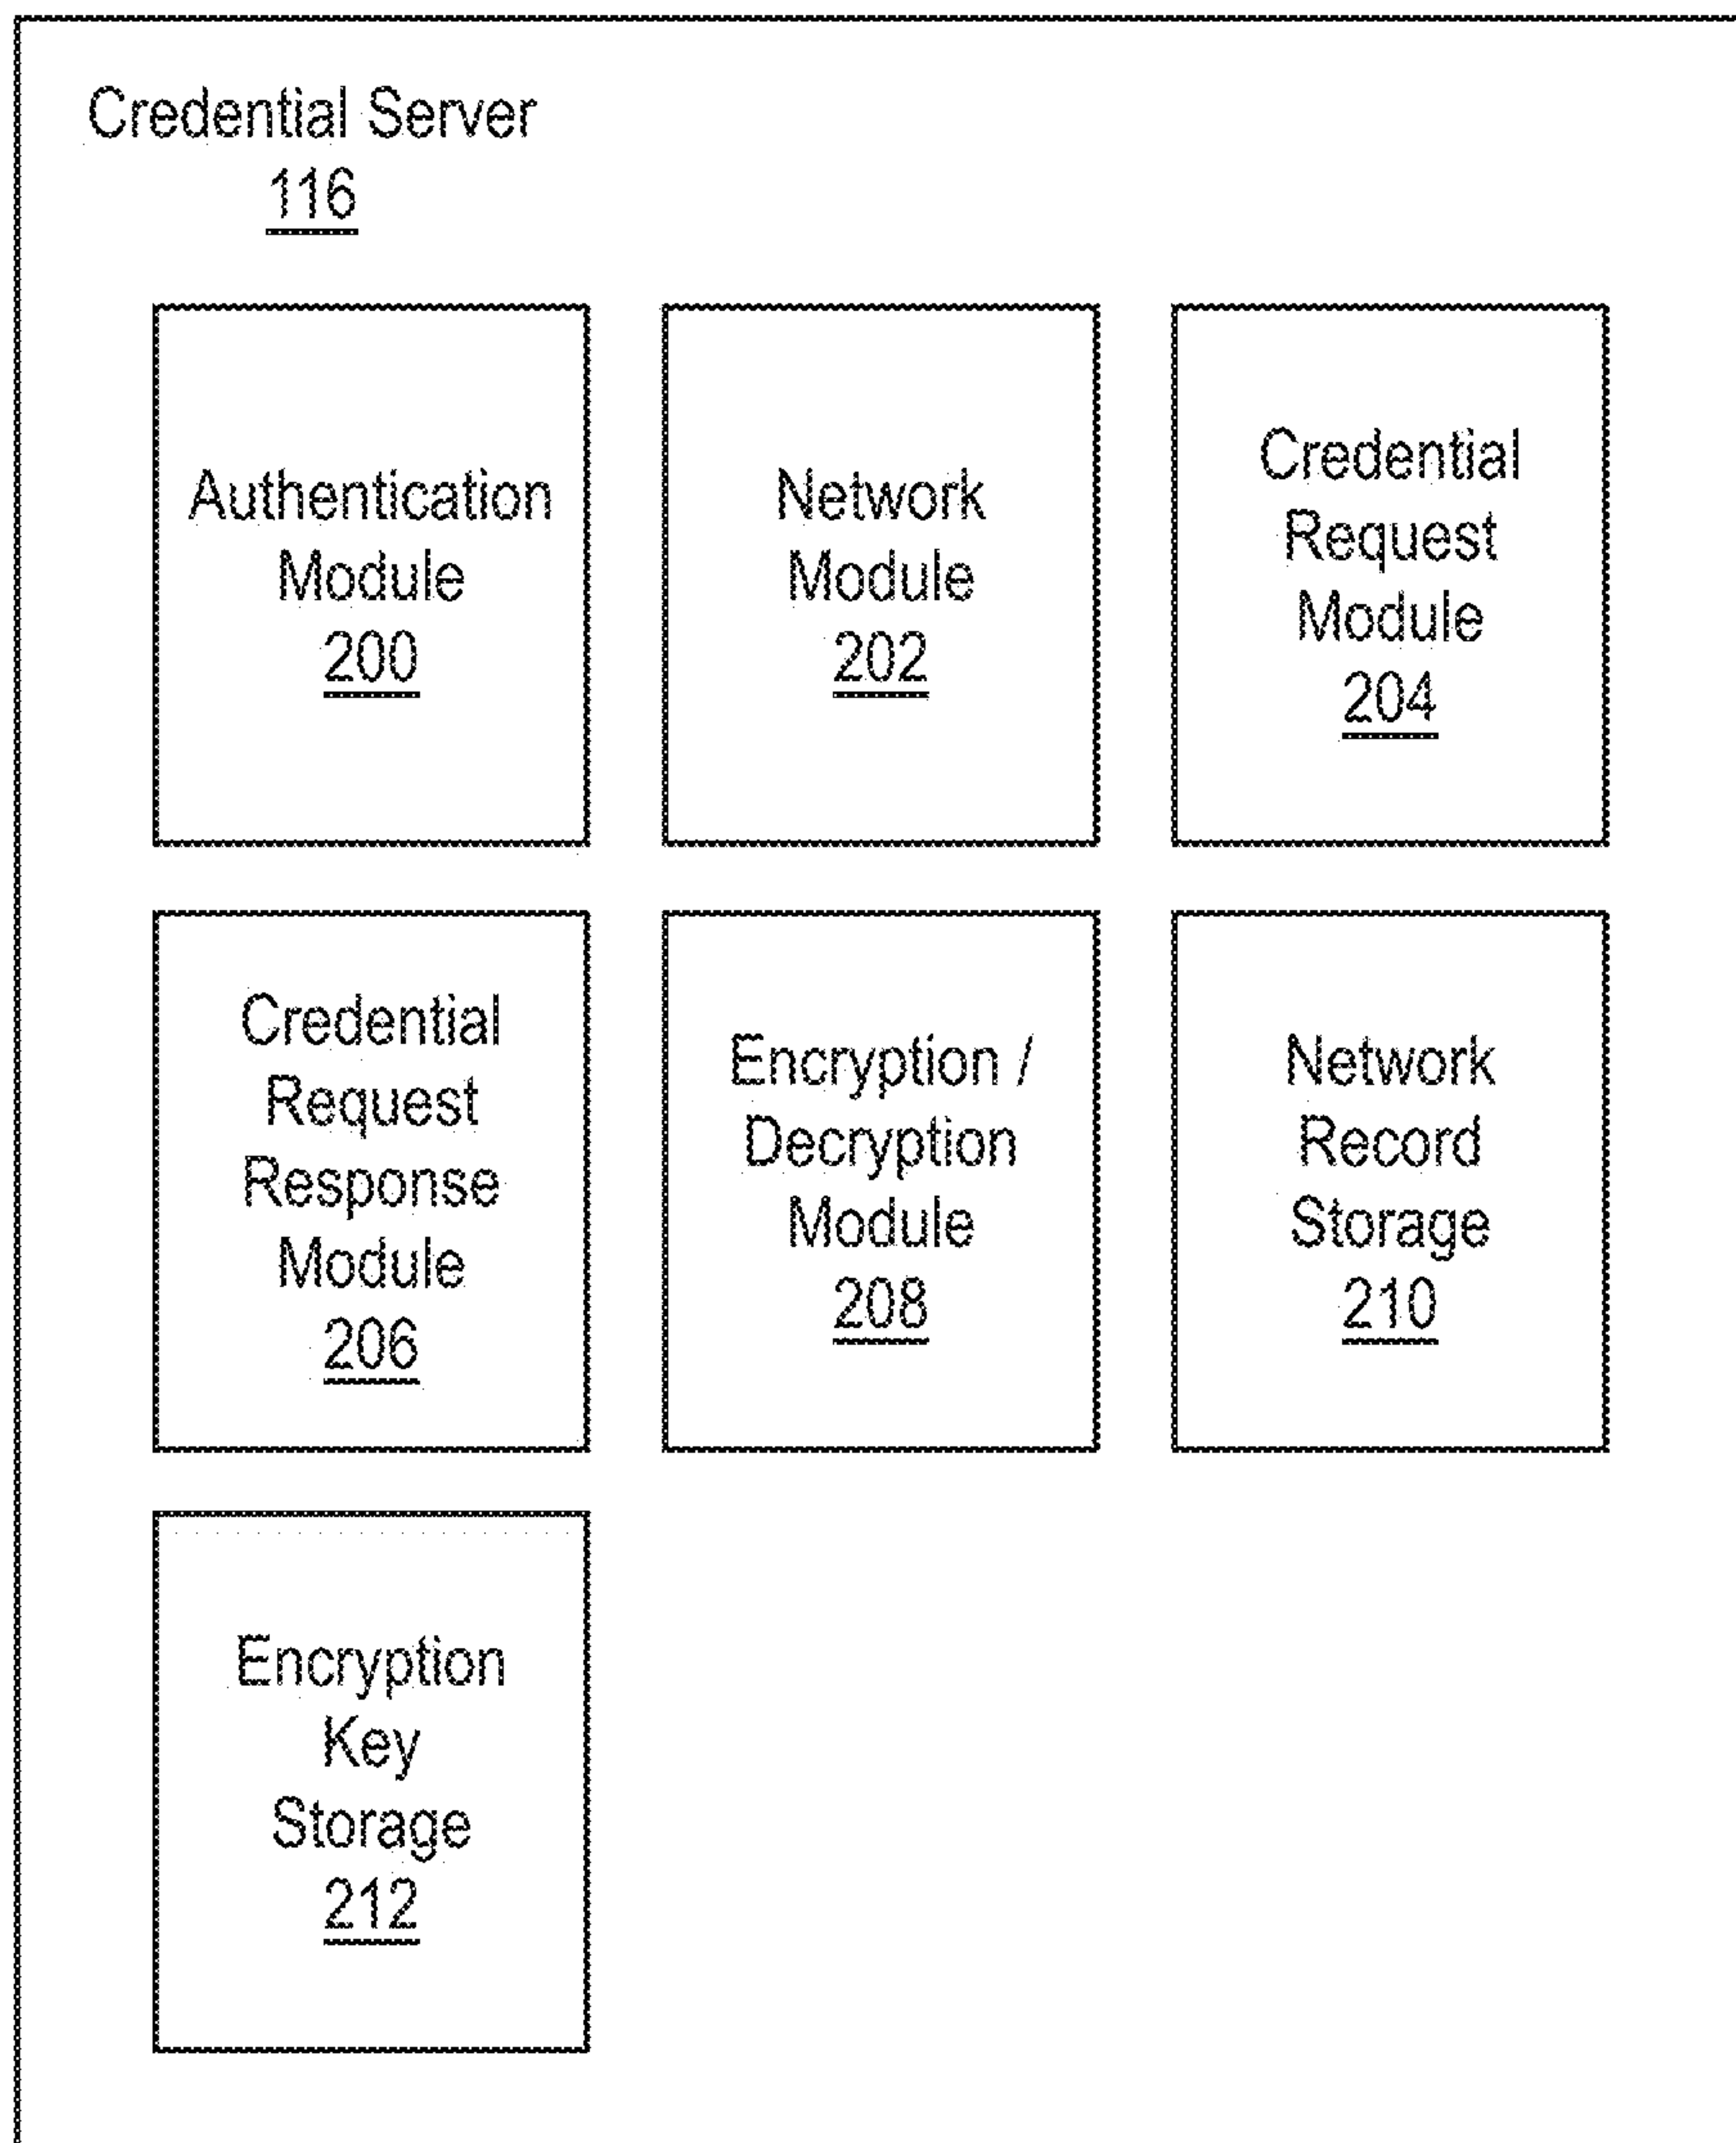 Credential Server
116
Authentication
Module
200
Network
Module
202
Credential
Request
Module
204
Credential
Request
Response
Module
206
Encryption /
Decryption
Module
208
Network
Record
Storage
210
Encryption
Key
Storage
212